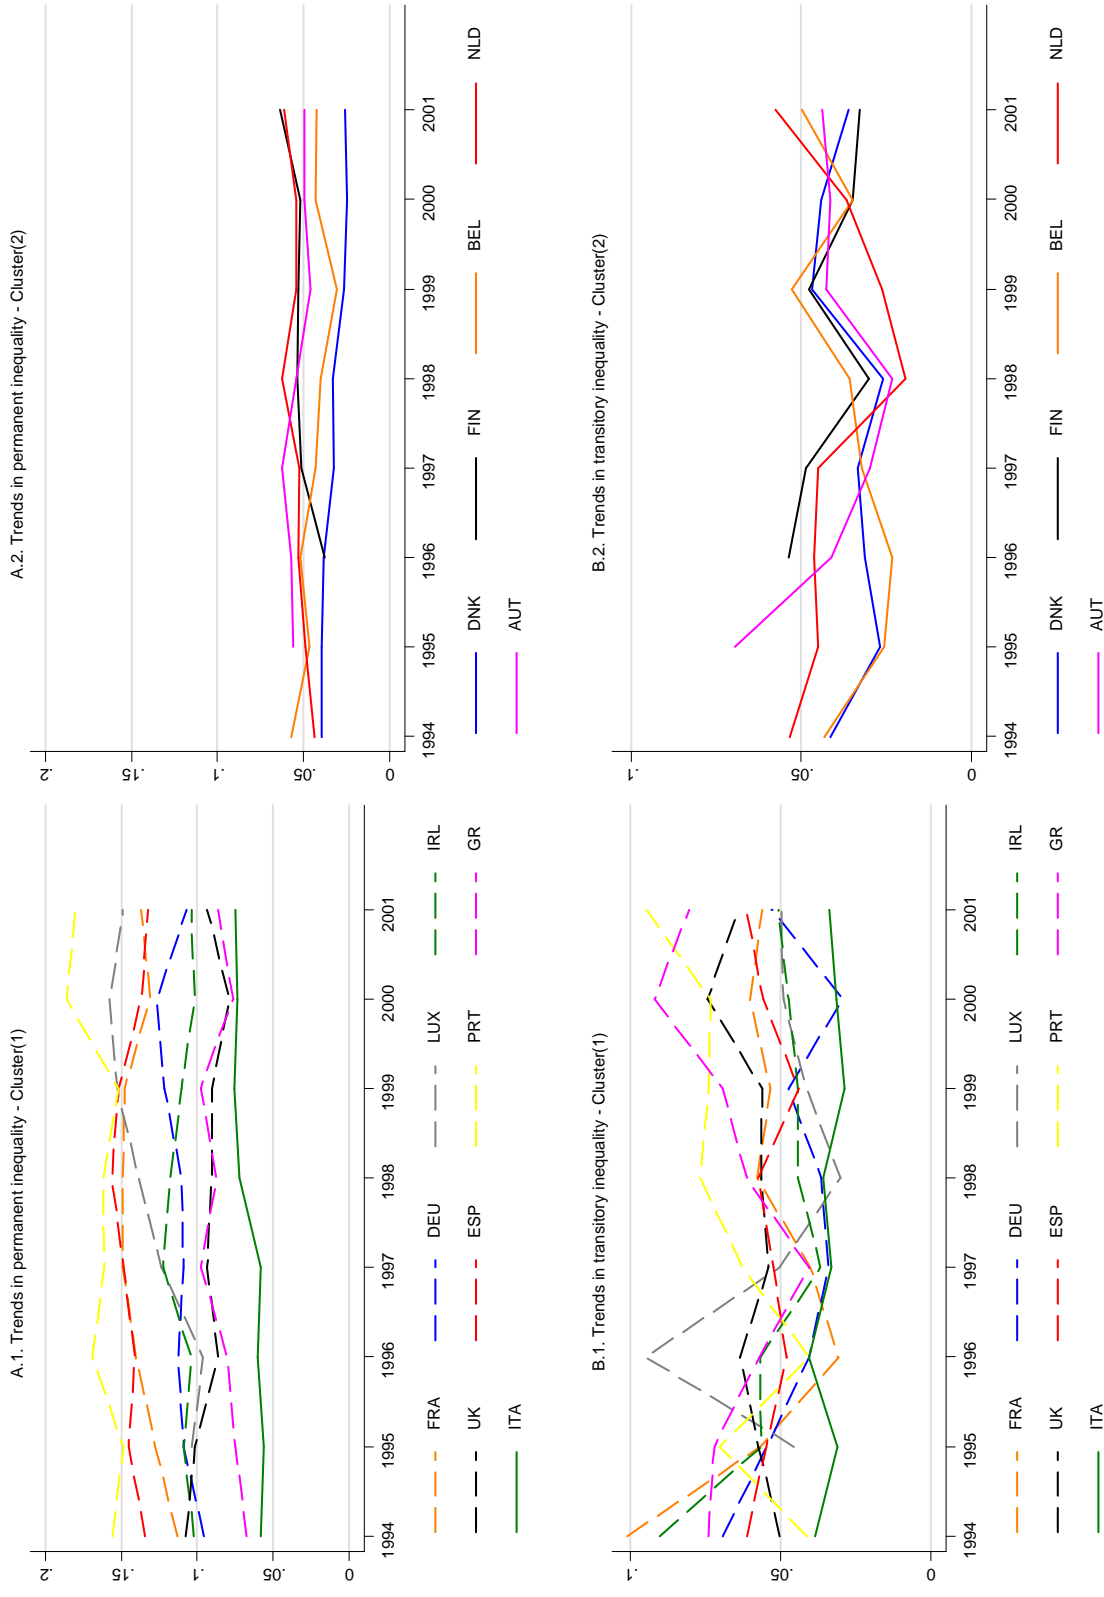 A.1. Trends in permanent inequality - Cluster(1)
.2
.15
.1
.05
0
1994 1995 1996 1997 1998 1999 2000 2001
FRA DEU LUX IRL
UK ESP PRT GR
ITA
A.2. Trends in permanent inequality - Cluster(2)
.2
.15
.1
.05
0
1994 1995 1996 1997 1998 1999 2000 2001
DNK FIN BEL NLD
AUT
B.1. Trends in transitory inequality - Cluster(1)
.1
.05
0
1994 1995 1996 1997 1998 1999 2000 2001
FRA DEU LUX IRL
UK ESP PRT GR
ITA
B.2. Trends in transitory inequality - Cluster(2)
.1
.05
0
1994 1995 1996 1997 1998 1999 2000 2001
DNK FIN BEL NLD
AUT